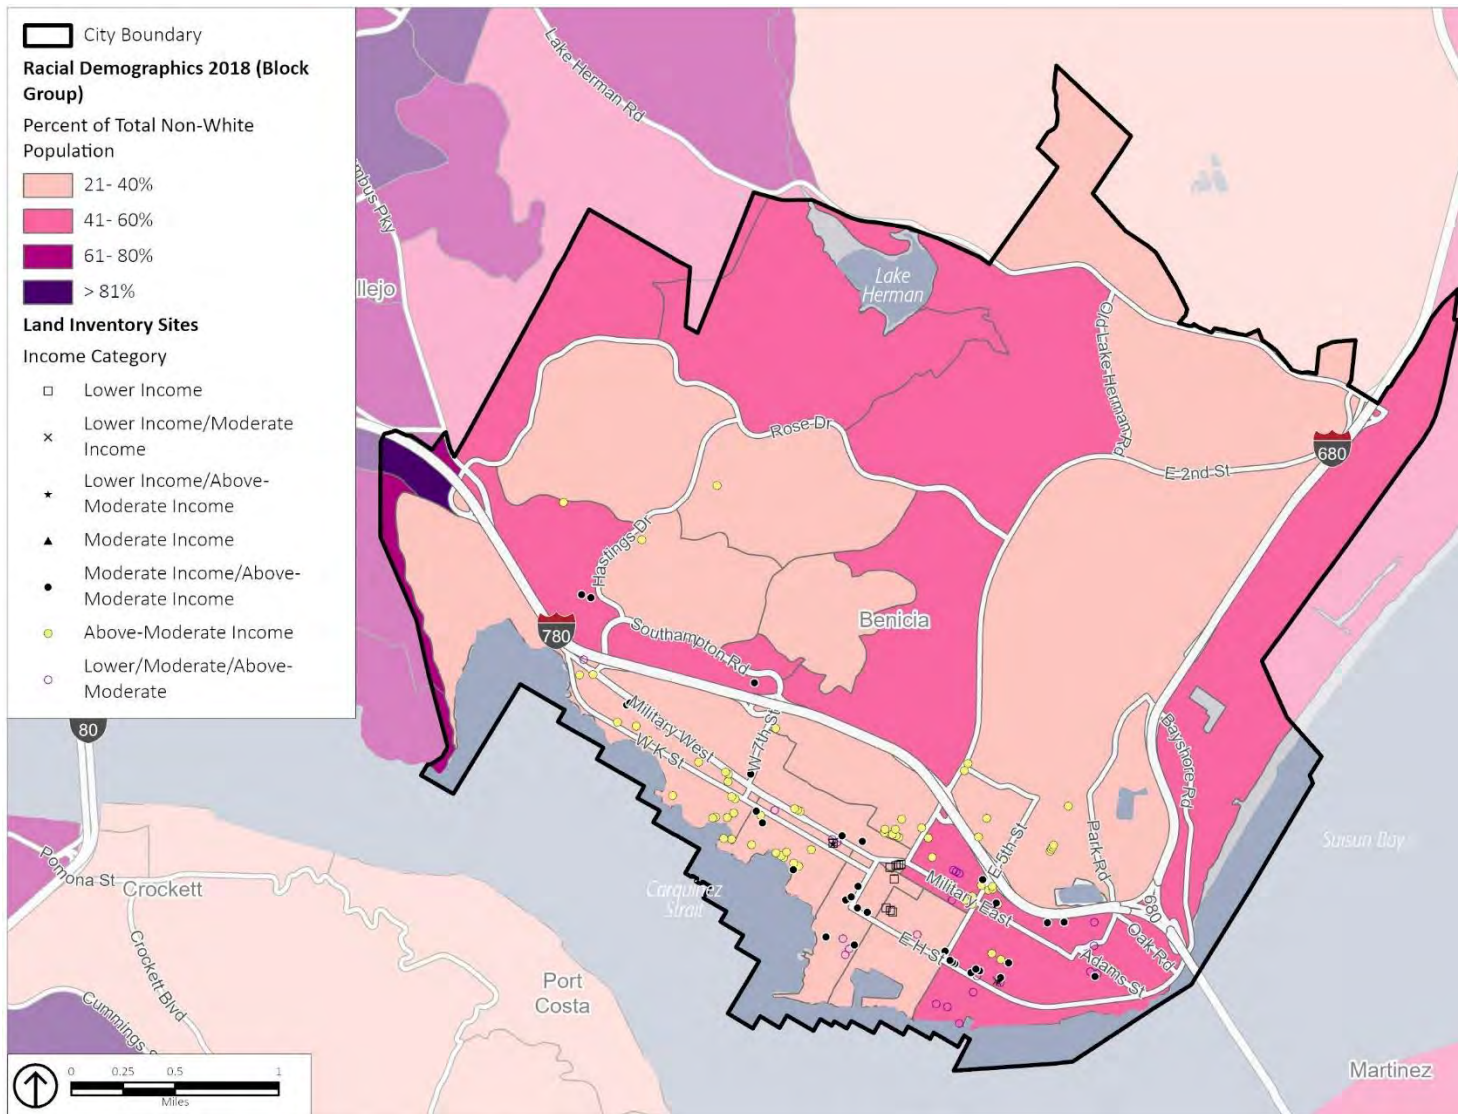 City Boundary
Racial Demographics 2018 (Block
Group)
Percent of Total Non-White
Population
21- 40%
41- 60%
61- 80%
> 81%
Land Inventory Sites
Income Category
Lower Income
Lower Income/Moderate
Income
Lower Income/Above-
Moderate Income
Moderate Income
Moderate Income/Above-
Moderate Income
Above-Moderate Income
Lower/Moderate/Above-
Moderate
Lake Herman Rd
mbus Pky
llejo
Lake
Herman
Old Lake Herman Rd
Rose Dr
E 2nd St
680
Hastings Dr
Benicia
780
Southampton Rd
Military West
W K St
W 7th St
Bayshore Rd
80
Park Rd
E 5th St
Suisun Bay
Pomona St
Crockett
Carquinez
Strait
Military East
680
Oak Rd
E H St
Adams St
Crockett Blvd
Port
Costa
Cummings S
Martinez
0 0.25 0.5 1
Miles